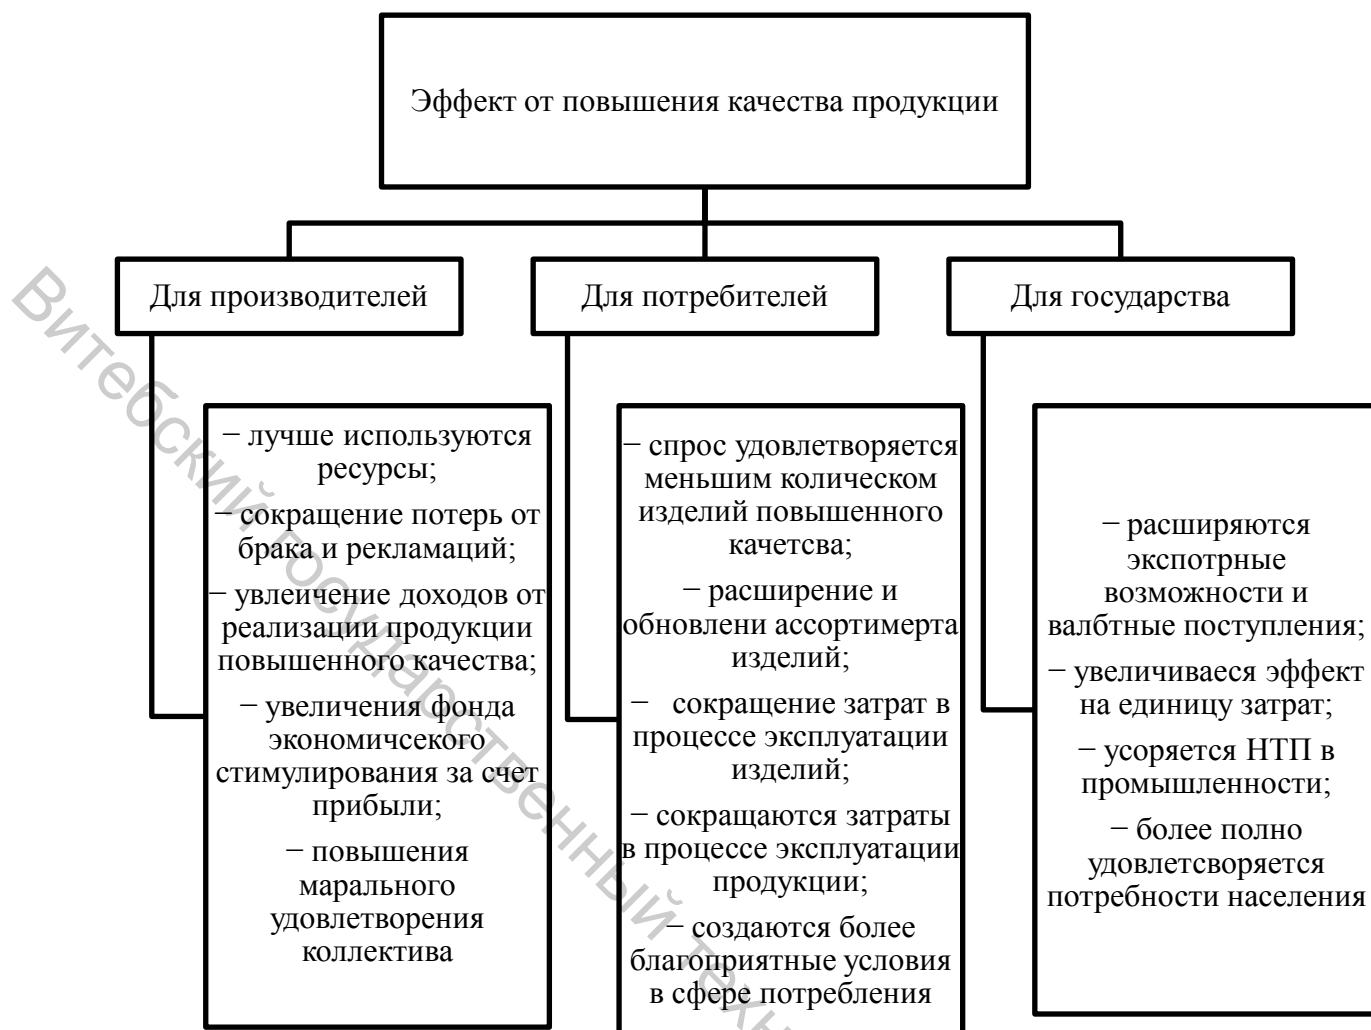 Эффект от повышения качества продукции
Для производителей
Для потребителей
Для государства
− лучше используются
ресурсы;
− сокращение потерь от
брака и рекламаций;
− увлеичение доходов от
реализации продукции
повышенного качества;
− увеличения фонда
экономичсекого
стимулирования за счет
прибыли;
− повышения
марального
удовлетворения
коллектива
− спрос удовлетворяется
меньшим количеком
изделий повышенного
качетсва;
− расширение и
обновлени ассортимерта
изделий;
− сокращение затрат в
процессе эксплуатации
изделий;
− сокращаются затраты
в процессе эксплуатации
продукции;
− создаются более
благоприятные условия
в сфере потребления
− расширяются
экспотрные
возможности и
валбтные поступления;
− увеличиваеся эффект
на единицу затрат;
− усоряется НТП в
промышленности;
− более полно
удовлетсворяется
потребности населения
Витебский государственный техн